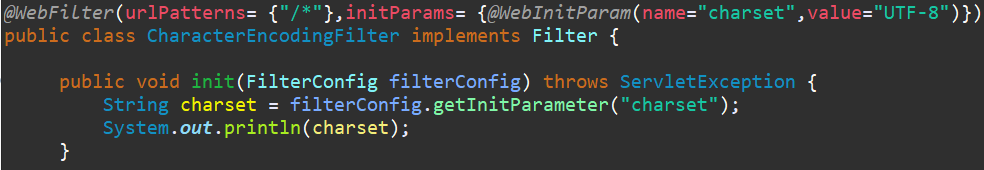 @WebFilter(urlPatterns= {"/*"},initParams= {@WebInitParam(name="charset",value="UTF-8")})
public class CharacterEncodingFilter implements Filter {
public void init(FilterConfig filterConfig) throws ServletException {
String charset = filterConfig.getInitParameter("charset");
System.out.println(charset);
}